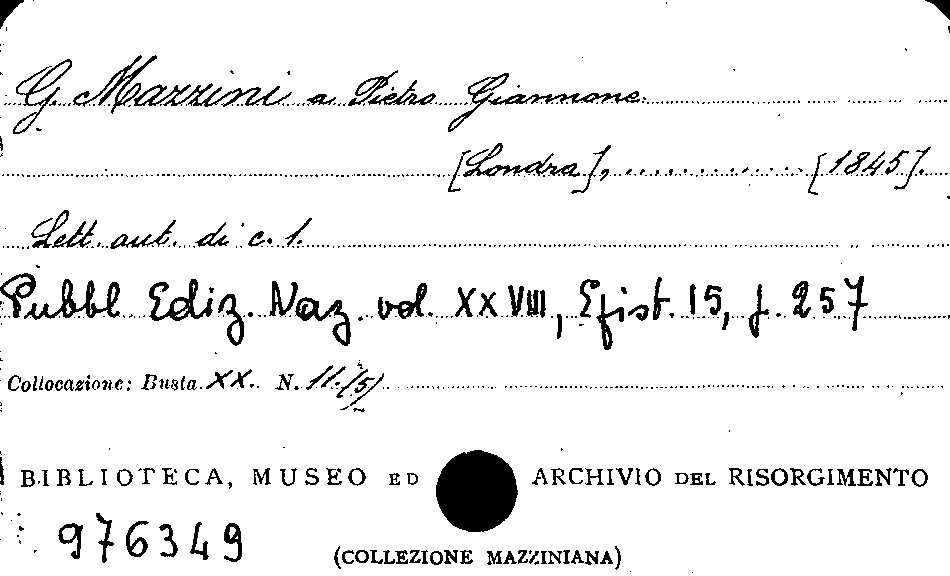 G. Mazzini a Pietro Giannone.
[Londra], ............. [1845].
Lett. aut. di c. 1.
Pubbl Ediz. Naz. vol. XXVIII, Epist. 15, p. 257
Collocazione: Busta XX. N. 11.(5)
BIBLIOTECA, MUSEO ED ARCHIVIO DEL RISORGIMENTO
976349
(COLLEZIONE MAZZINIANA)